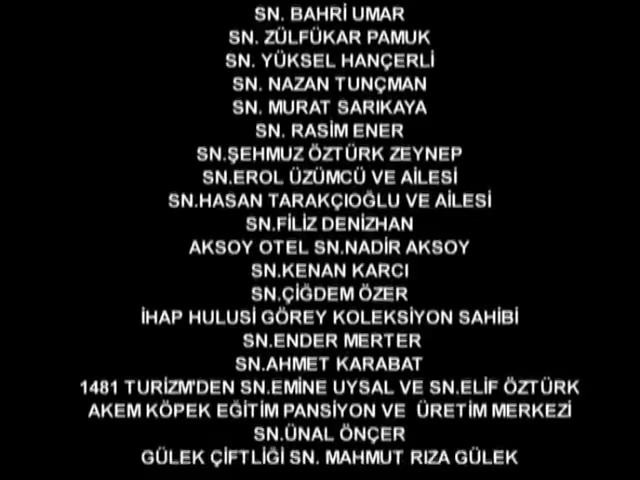 SN. BAHRİ UMAR
SN. ZÜLFÜKAR PAMUK
SN. YÜKSEL HANÇERLİ
SN. NAZAN TUNÇMAN
SN. MURAT SARIKAYA
SN. RASİM ENER
SN.ŞEHMUZ ÖZTÜRK ZEYNEP
SN.EROL ÜZÜMCÜ VE AİLESİ
SN.HASAN TARAKÇIOĞLU VE AİLESİ
SN.FİLİZ DENİZHAN
AKSOY OTEL SN.NADİR AKSOY
SN.KENAN KARCI
SN.ÇİĞDEM ÖZER
İHAP HULUSİ GÖREY KOLEKSİYON SAHİBİ
SN.ENDER MERTER
SN.AHMET KARABAT
1481 TURİZM'DEN SN.EMİNE UYSAL VE SN.ELİF ÖZTÜRK
AKEM KÖPEK EĞİTİM PANSİYON VE  ÜRETİM MERKEZİ
SN.ÜNAL ÖNÇER
GÜLEK ÇİFTLİĞİ SN. MAHMUT RIZA GÜLEK